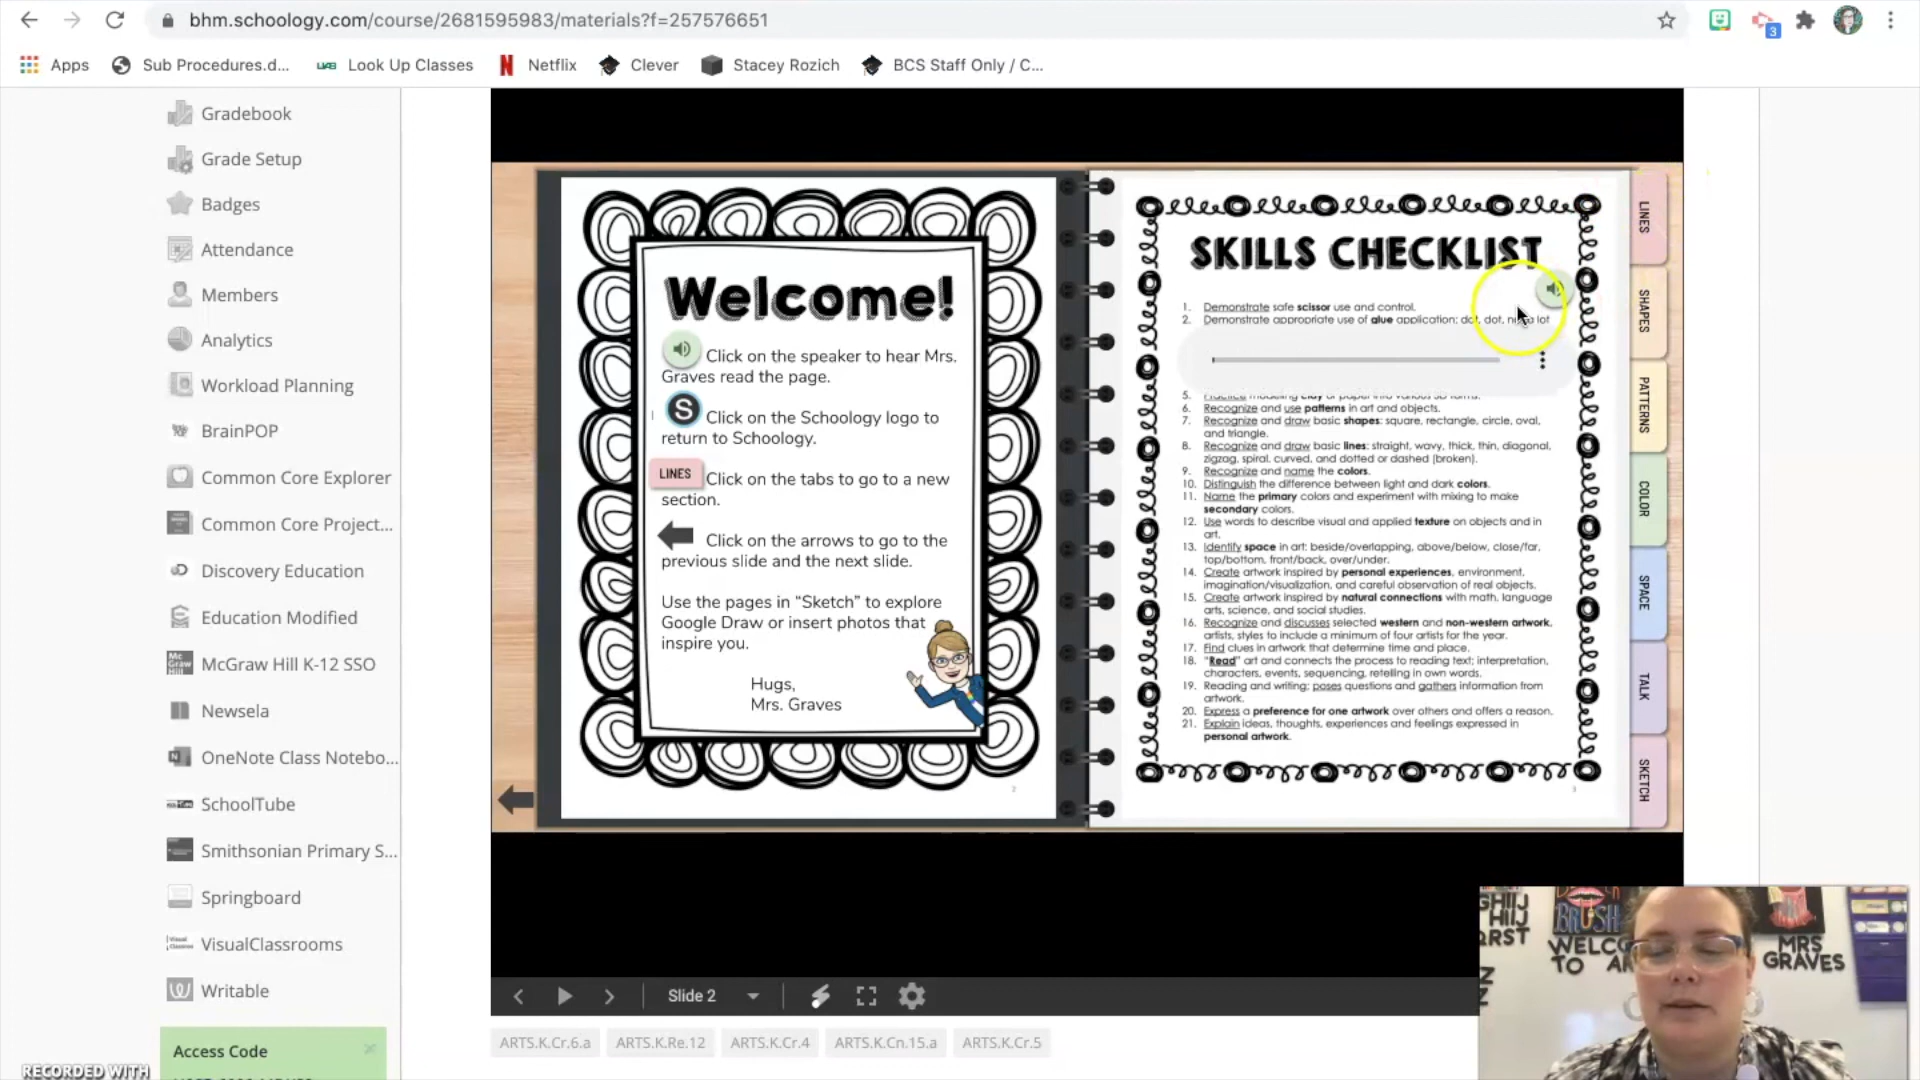 bhm.schoology.com/course/2681595983/materials?f=257576651
3
Apps
Sub Procedures.d...
UAB
Look Up Classes
N
Netflix
Clever
Stacey Rozich
BCS Staff Only / C...
Gradebook
Grade Setup
Badges
Attendance
Members
Analytics
Workload Planning
BrainPOP
Common Core Explorer
Common Core Project...
Discovery Education
Education Modified
McGraw Hill K-12 SSO
Newsela
OneNote Class Notebo...
SchoolTube
Smithsonian Primary S...
Springboard
VisualClassrooms
Writable
Access Code
RECORDED WITH
Welcome!
Click on the speaker to hear Mrs.
Graves read the page.
S
Click on the Schoology logo to
return to Schoology.
LINES
Click on the tabs to go to a new
section.
Click on the arrows to go to the
previous slide and the next slide.
Use the pages in “Sketch” to explore
Google Draw or insert photos that
inspire you.
Hugs,
Mrs. Graves
2
SKILLS CHECKLIST
1. Demonstrate safe scissor use and control.
2. Demonstrate appropriate use of glue application: dot, dot, not a lot
6. Recognize and use patterns in art and objects.
7. Recognize and draw basic shapes: square, rectangle, circle, oval,
and triangle.
8. Recognize and draw basic lines: straight, wavy, thick, thin, diagonal,
zigzag, spiral, curved, and dotted or dashed (broken).
9. Recognize and name the colors.
10. Distinguish the difference between light and dark colors.
11. Name the primary colors and experiment with mixing to make
secondary colors.
12. Use words to describe visual and applied texture on objects and in
art.
13. Identify space in art: beside/overlapping, above/below, close/far,
top/bottom, front/back, over/under.
14. Create artwork inspired by personal experiences, environment,
imagination/visualization, and careful observation of real objects.
15. Create artwork inspired by natural connections with math, language
arts, science, and social studies.
16. Recognize and discusses selected western and non-western artwork,
artists, styles to include a minimum of four artists for the year.
17. Find clues in artwork that determine time and place.
18. “Read” art and connects the process to reading text; interpretation,
characters, events, sequencing, retelling in own words.
19. Reading and writing; poses questions and gathers information from
artwork.
20. Express a preference for one artwork over others and offers a reason.
21. Explain ideas, thoughts, experiences and feelings expressed in
personal artwork.
3
LINES
SHAPES
PATTERNS
COLOR
SPACE
TALK
SKETCH
Slide 2
ARTS.K.Cr.6.a
ARTS.K.Re.12
ARTS.K.Cr.4
ARTS.K.Cn.15.a
ARTS.K.Cr.5
BRUSH
TO
MRS
GRAVES